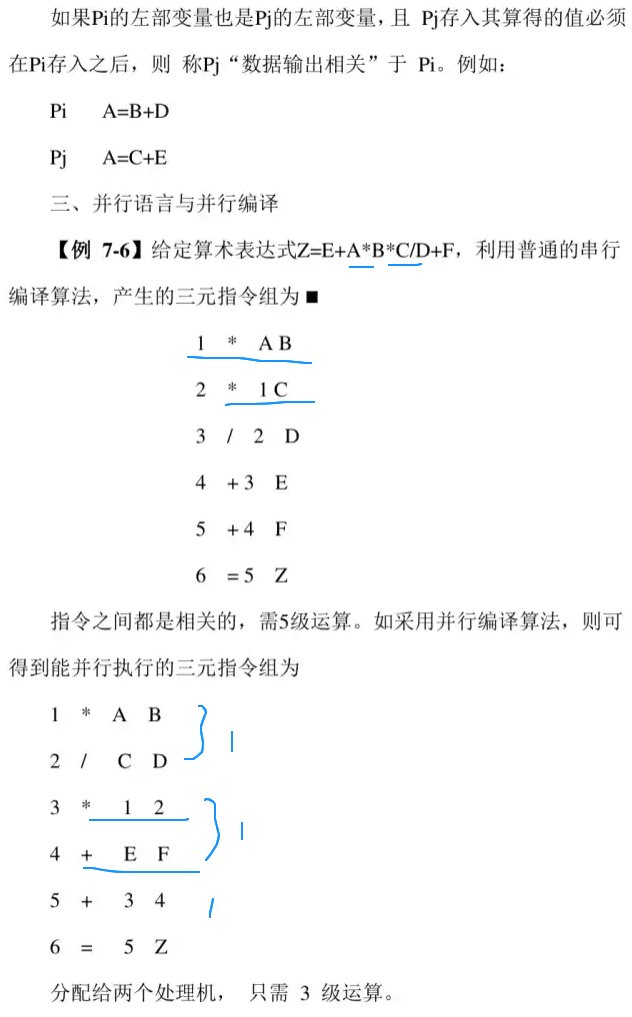 如果Pi的左部变量也是Pj的左部变量，且 Pj存入其算得的值必须
在Pi存入之后，则 称Pj“数据输出相关”于 Pi。例如：
Pi A=B+D
Pj A=C+E
三、并行语言与并行编译
【例 7-6】给定算术表达式Z=E+A*B*C/D+F，利用普通的串行
编译算法，产生的三元指令组为 ■
1 * A B
2 * 1 C
3 / 2 D
4 + 3 E
5 + 4 F
6 = 5 Z
指令之间都是相关的，需5级运算。如采用并行编译算法，则可
得到能并行执行的三元指令组为
1 * A B
2 / C D
3 * 1 2
4 + E F
5 + 3 4
6 = 5 Z
分配给两个处理机， 只需 3 级运算。